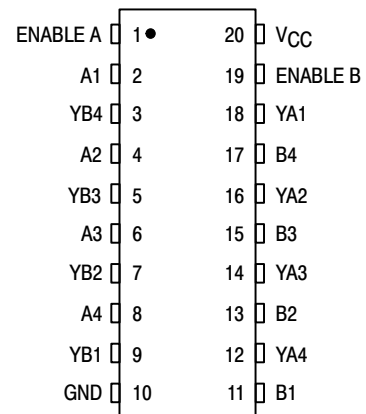 ENABLE A 1 20 VCC
A1 2 19 ENABLE B
YB4 3 18 YA1
A2 4 17 B4
YB3 5 16 YA2
A3 6 15 B3
YB2 7 14 YA3
A4 8 13 B2
YB1 9 12 YA4
GND 10 11 B1